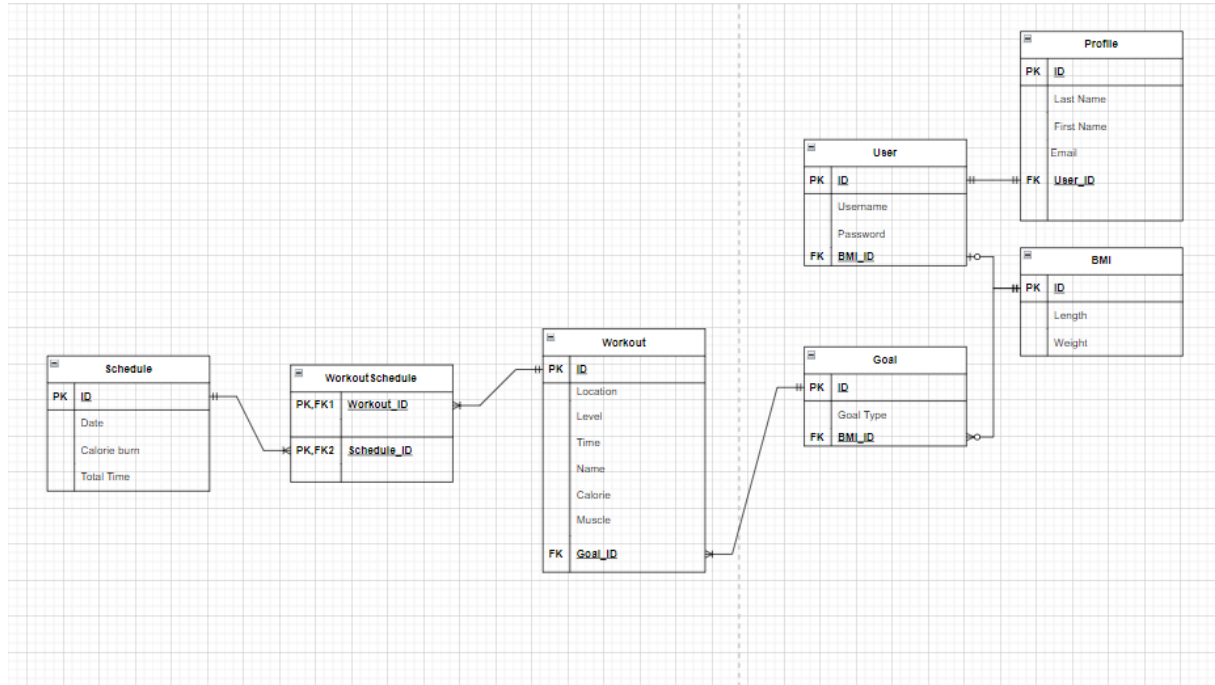 Profile
PK ID
Last Name
First Name
Email
FK User_ID
User
PK ID
Username
Password
FK BMI_ID
BMI
PK ID
Length
Weight
Goal
PK ID
Goal Type
FK BMI_ID
Workout
PK ID
Location
Level
Time
Name
Calorie
Muscle
FK Goal_ID
WorkoutSchedule
PK,FK1 Workout_ID
PK,FK2 Schedule_ID
Schedule
PK ID
Date
Calorie burn
Total Time